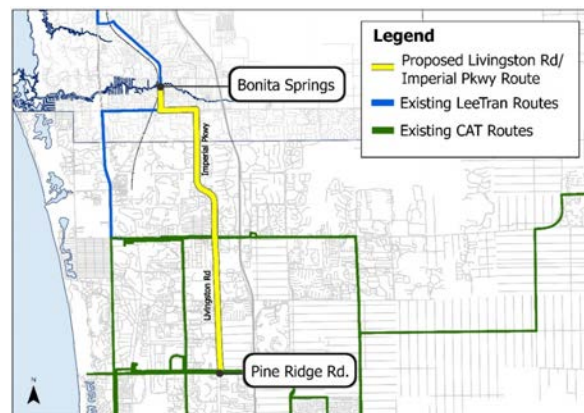 Legend
Proposed Livingston Rd/
Imperial Pkwy Route
Existing LeeTran Routes
Existing CAT Routes
Bonita Springs
Imperial Pkwy
Livingston Rd
Pine Ridge Rd.
N